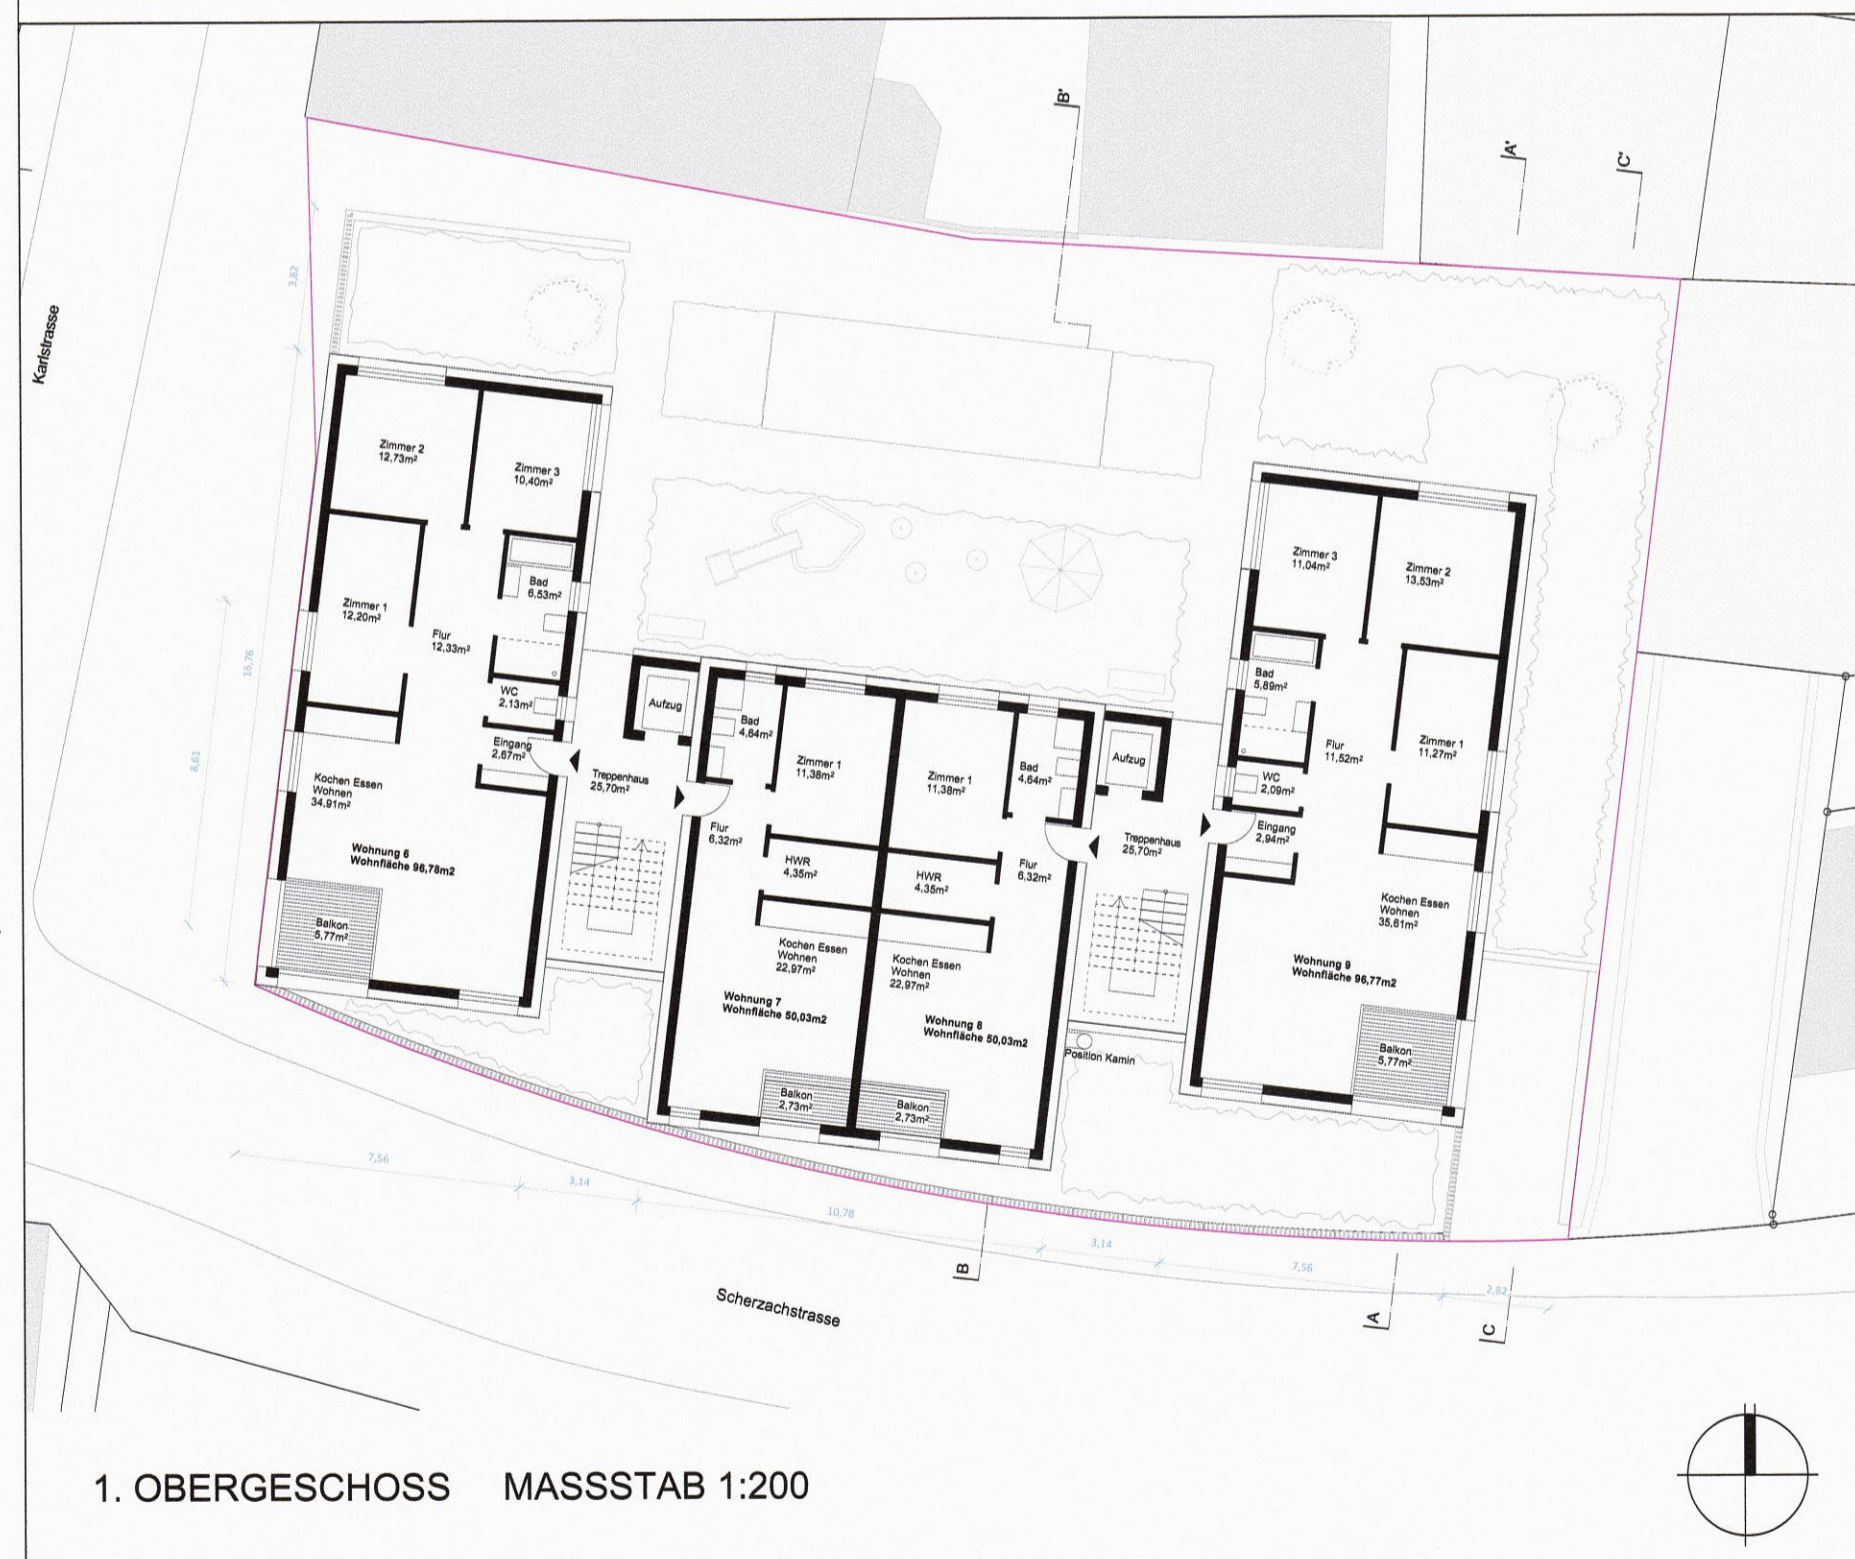 B'
A'
C'
3,82
Karlstrasse
Zimmer 2
12,73m²
Zimmer 3
10,40m²
Zimmer 3
11,04m²
Zimmer 2
13,53m²
Bad
6,53m²
Zimmer 1
12,20m²
Flur
12,33m²
16,76
8,61
WC
2,13m²
Eingang
2,67m²
Aufzug
Treppenhaus
25,70m²
Kochen Essen
Wohnen
34,91m²
Wohnung 6
Wohnfläche 96,78m2
Balkon
5,77m²
Bad
4,64m²
Zimmer 1
11,38m²
Flur
6,32m²
HWR
4,35m²
Kochen Essen
Wohnen
22,97m²
Wohnung 7
Wohnfläche 50,03m2
Balkon
2,73m²
Zimmer 1
11,38m²
Bad
4,64m²
HWR
4,35m²
Flur
6,32m²
Kochen Essen
Wohnen
22,97m²
Wohnung 8
Wohnfläche 50,03m2
Balkon
2,73m²
Aufzug
Treppenhaus
25,70m²
Position Kamin
Bad
5,89m²
Flur
11,52m²
Zimmer 1
11,27m²
WC
2,09m²
Eingang
2,94m²
Kochen Essen
Wohnen
35,61m²
Wohnung 9
Wohnfläche 96,77m2
Balkon
5,77m²
7,56
3,14
10,78
3,14
7,56
2,82
B
A
C
Scherzachstrasse
1. OBERGESCHOSS MASSSTAB 1:200